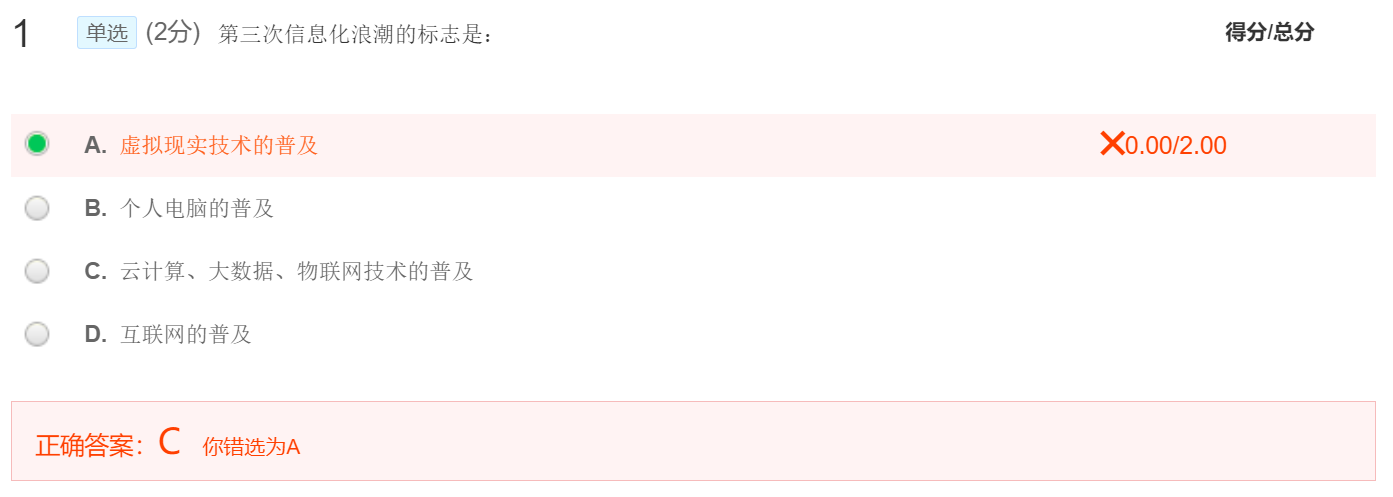 1 单选 (2分) 第三次信息化浪潮的标志是： 得分/总分
A. 虚拟现实技术的普及 ×0.00/2.00
B. 个人电脑的普及
C. 云计算、大数据、物联网技术的普及
D. 互联网的普及
正确答案：C 你错选为A